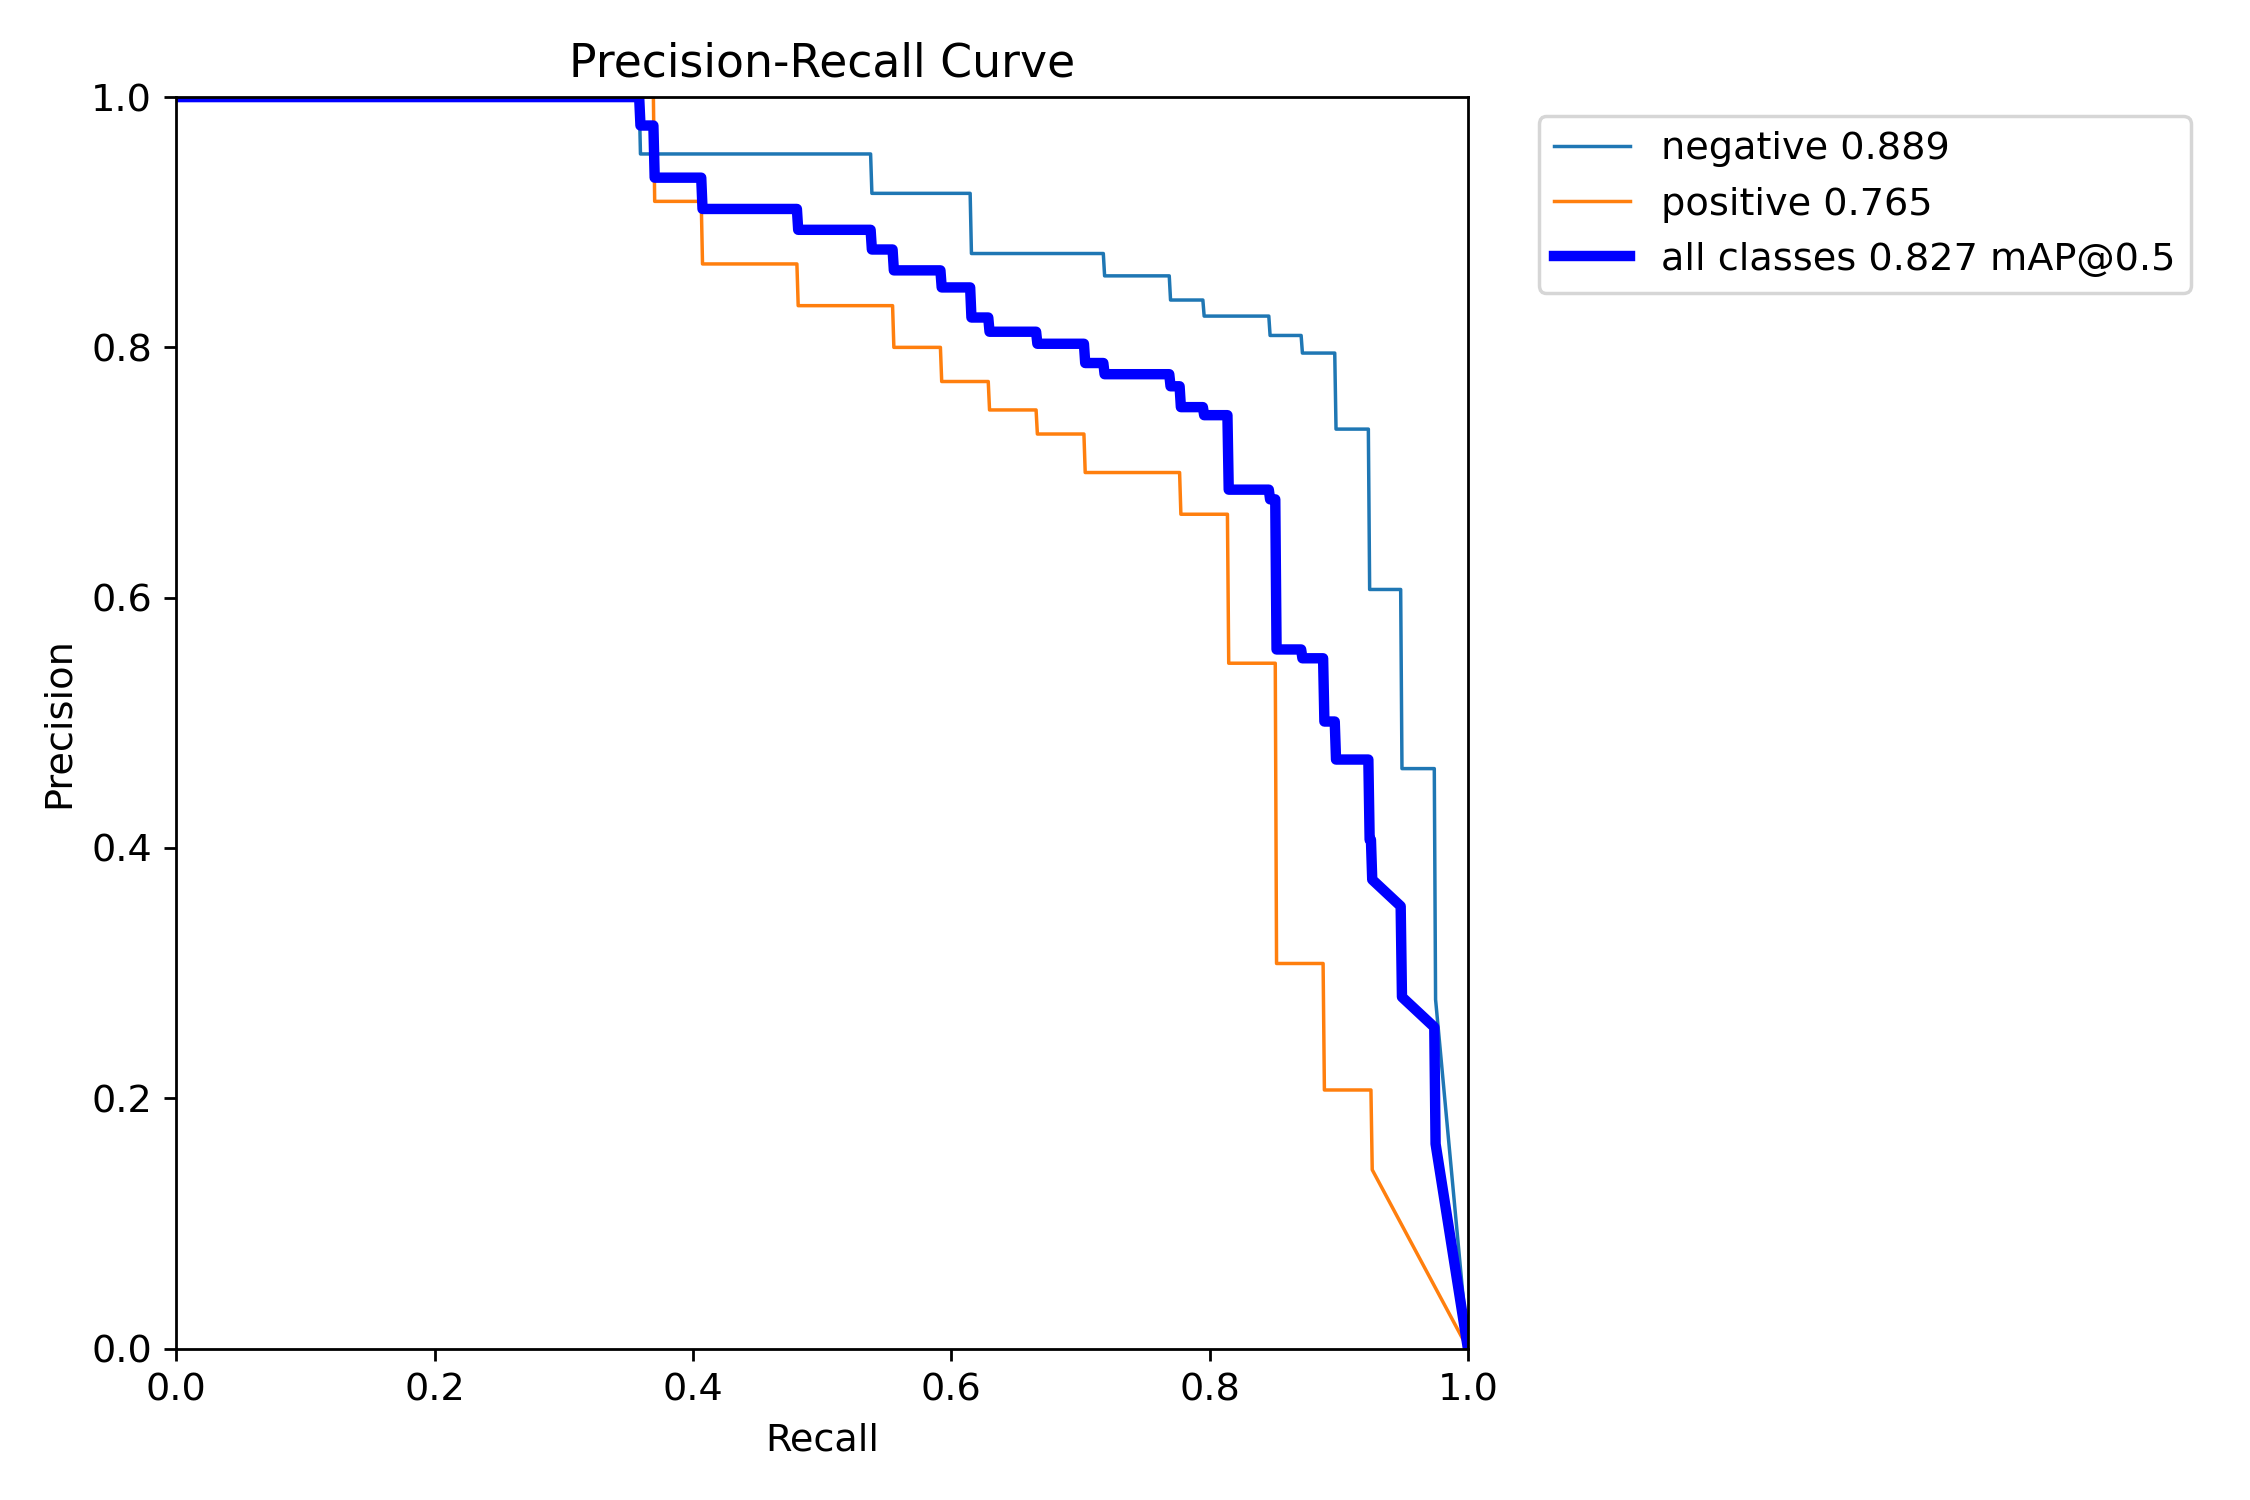 Precision-Recall Curve
negative 0.889
positive 0.765
all classes 0.827 mAP@0.5
Precision
1.0
0.8
0.6
0.4
0.2
0.0
0.0 0.2 0.4 0.6 0.8 1.0
Recall